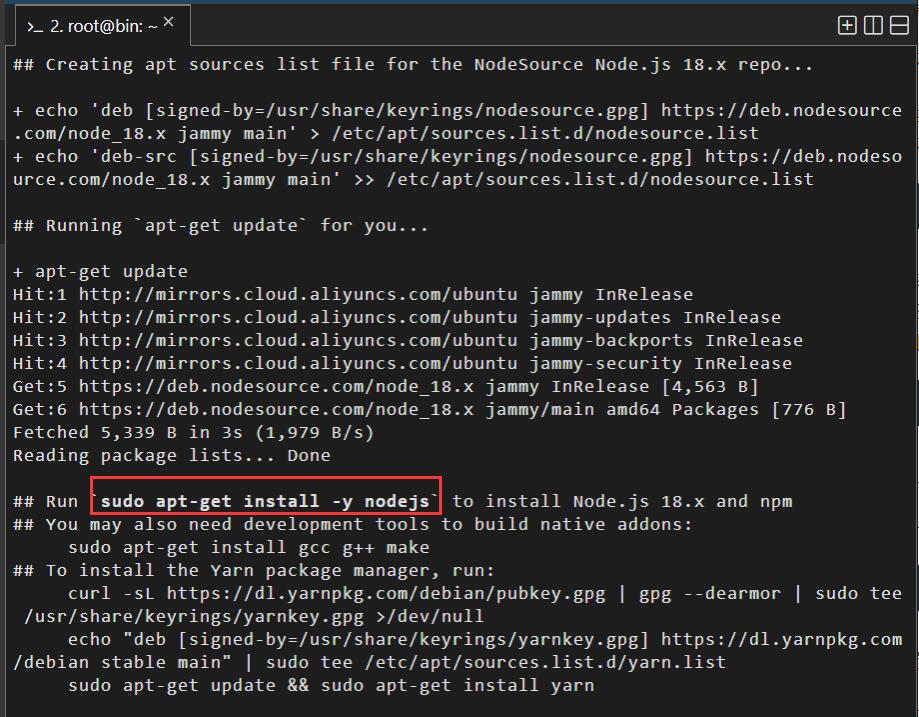 >_ 2. root@bin: ~ ×
## Creating apt sources list file for the NodeSource Node.js 18.x repo...
+ echo 'deb [signed-by=/usr/share/keyrings/nodesource.gpg] https://deb.nodesource
.com/node_18.x jammy main' > /etc/apt/sources.list.d/nodesource.list
+ echo 'deb-src [signed-by=/usr/share/keyrings/nodesource.gpg] https://deb.nodeso
urce.com/node_18.x jammy main' >> /etc/apt/sources.list.d/nodesource.list
## Running `apt-get update` for you...
+ apt-get update
Hit:1 http://mirrors.cloud.aliyuncs.com/ubuntu jammy InRelease
Hit:2 http://mirrors.cloud.aliyuncs.com/ubuntu jammy-updates InRelease
Hit:3 http://mirrors.cloud.aliyuncs.com/ubuntu jammy-backports InRelease
Hit:4 http://mirrors.cloud.aliyuncs.com/ubuntu jammy-security InRelease
Get:5 https://deb.nodesource.com/node_18.x jammy InRelease [4,563 B]
Get:6 https://deb.nodesource.com/node_18.x jammy/main amd64 Packages [776 B]
Fetched 5,339 B in 3s (1,979 B/s)
Reading package lists... Done
## Run `sudo apt-get install -y nodejs` to install Node.js 18.x and npm
## You may also need development tools to build native addons:
     sudo apt-get install gcc g++ make
## To install the Yarn package manager, run:
     curl -sL https://dl.yarnpkg.com/debian/pubkey.gpg | gpg --dearmor | sudo tee
 /usr/share/keyrings/yarnkey.gpg >/dev/null
     echo "deb [signed-by=/usr/share/keyrings/yarnkey.gpg] https://dl.yarnpkg.com
/debian stable main" | sudo tee /etc/apt/sources.list.d/yarn.list
     sudo apt-get update && sudo apt-get install yarn